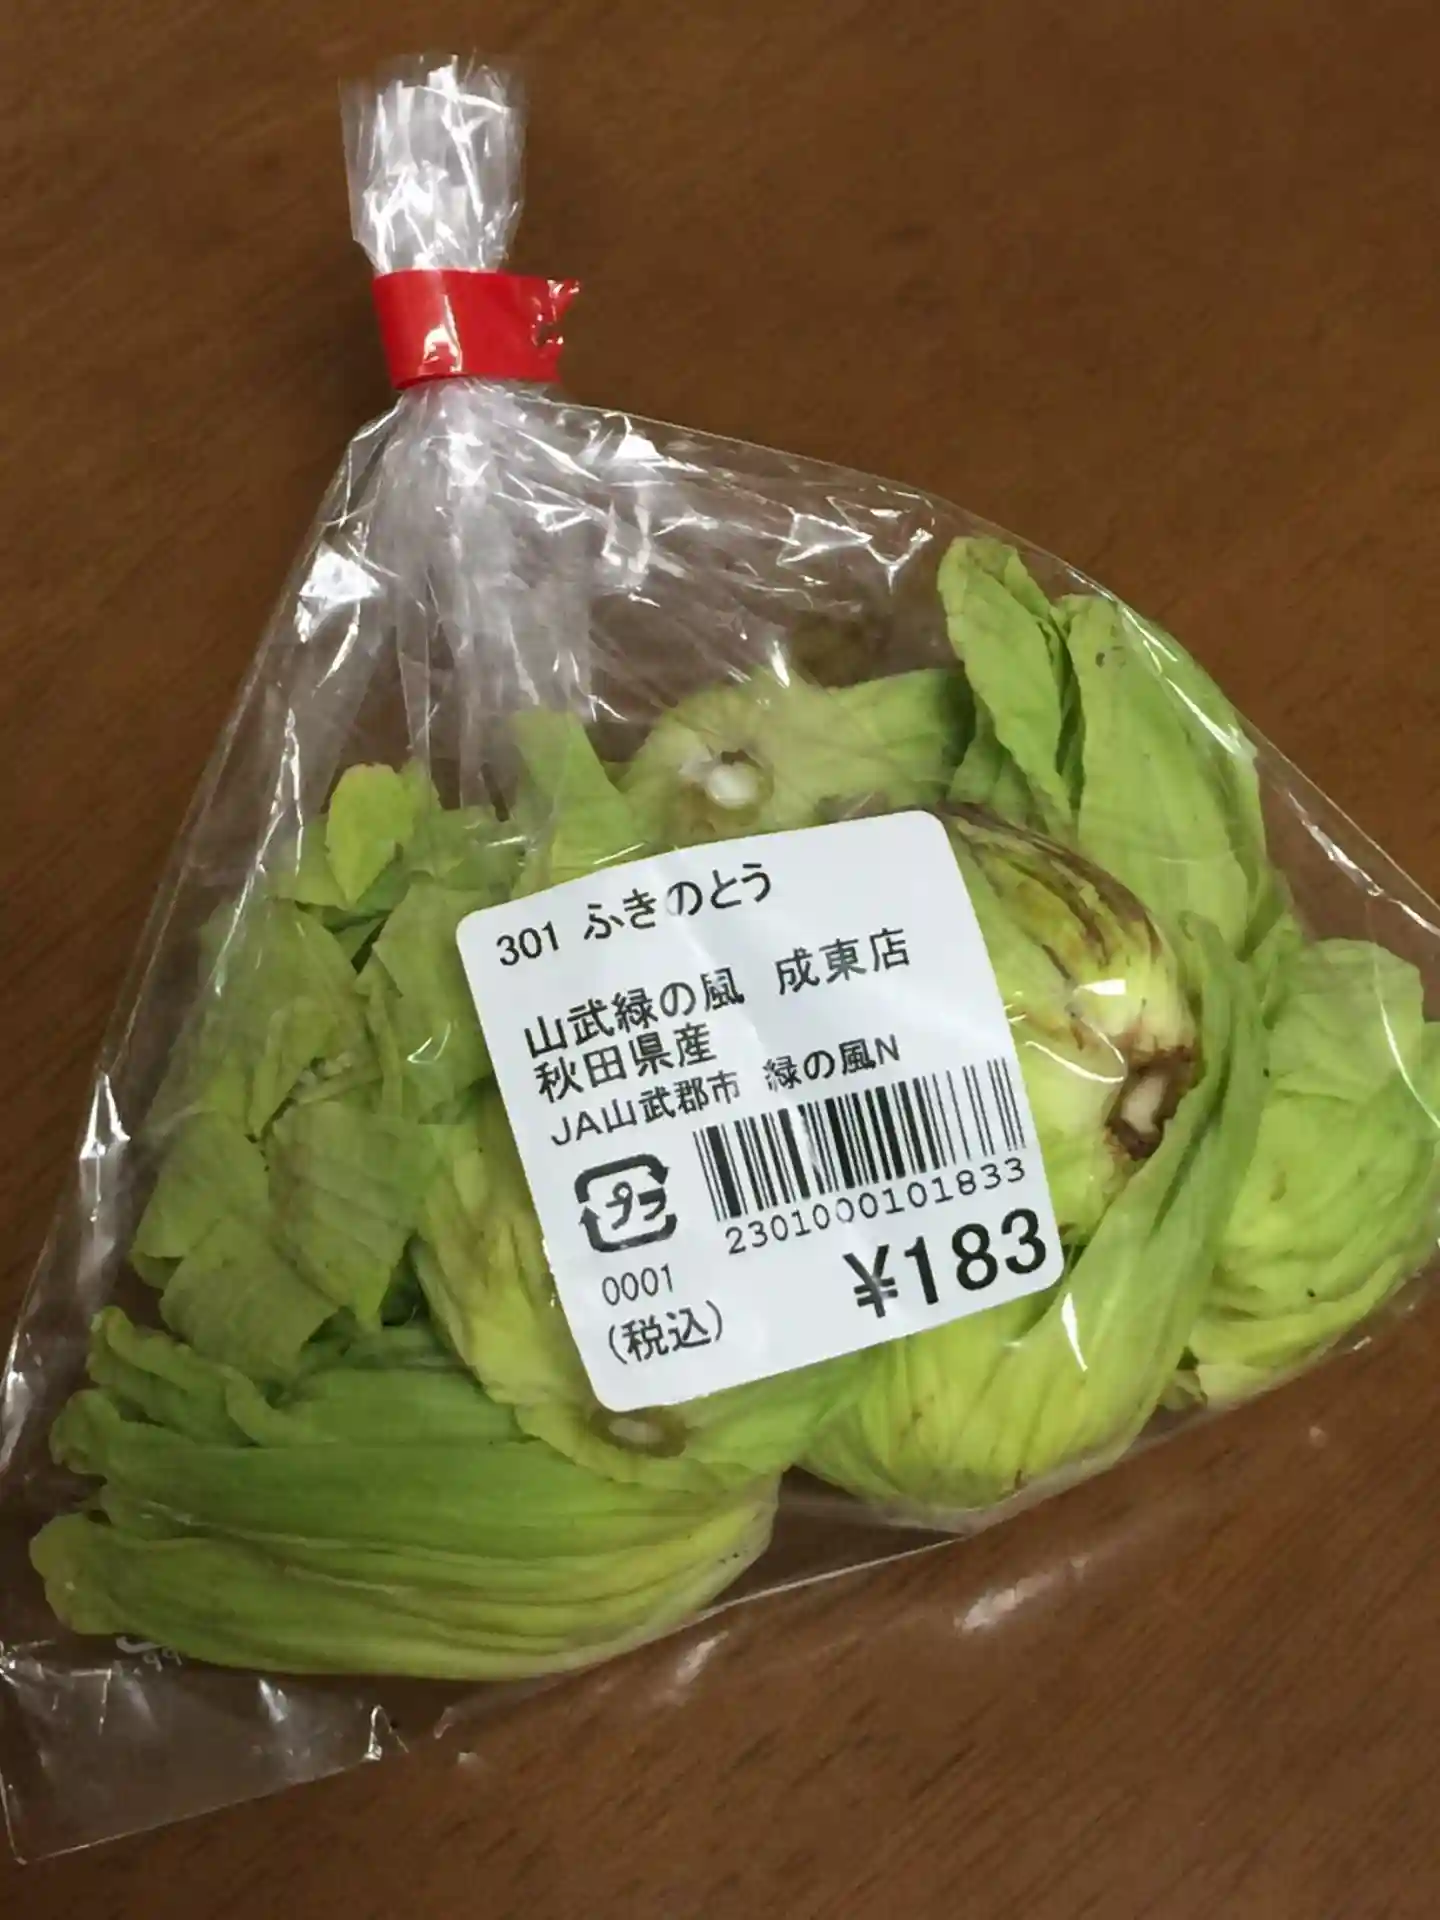 301 ふきのとう
山武緑の風 成東店
秋田県産
JA山武郡市 緑の風N
プラ
2301000101833
0001
¥183
(税込)